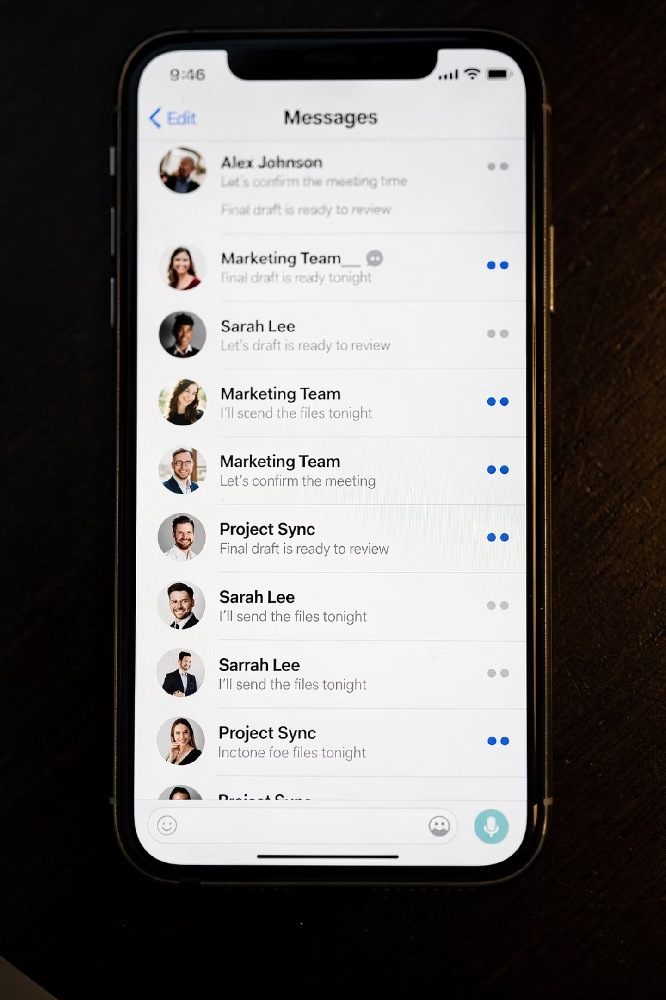 9:46
Edit
Messages
Alex Johnson
Let's confirm the meeting time
Final draft is ready to review
Marketing Team__
Final draft is ready tonight
Sarah Lee
Let's draft is ready to review
Marketing Team
I'll scend the files tonight
Marketing Team
Let's confirm the meeting
Project Sync
Final draft is ready to review
Sarah Lee
I'll send the files tonight
Sarrah Lee
I'll send the files tonight
Project Sync
Inctone foe files tonight
Project Sync